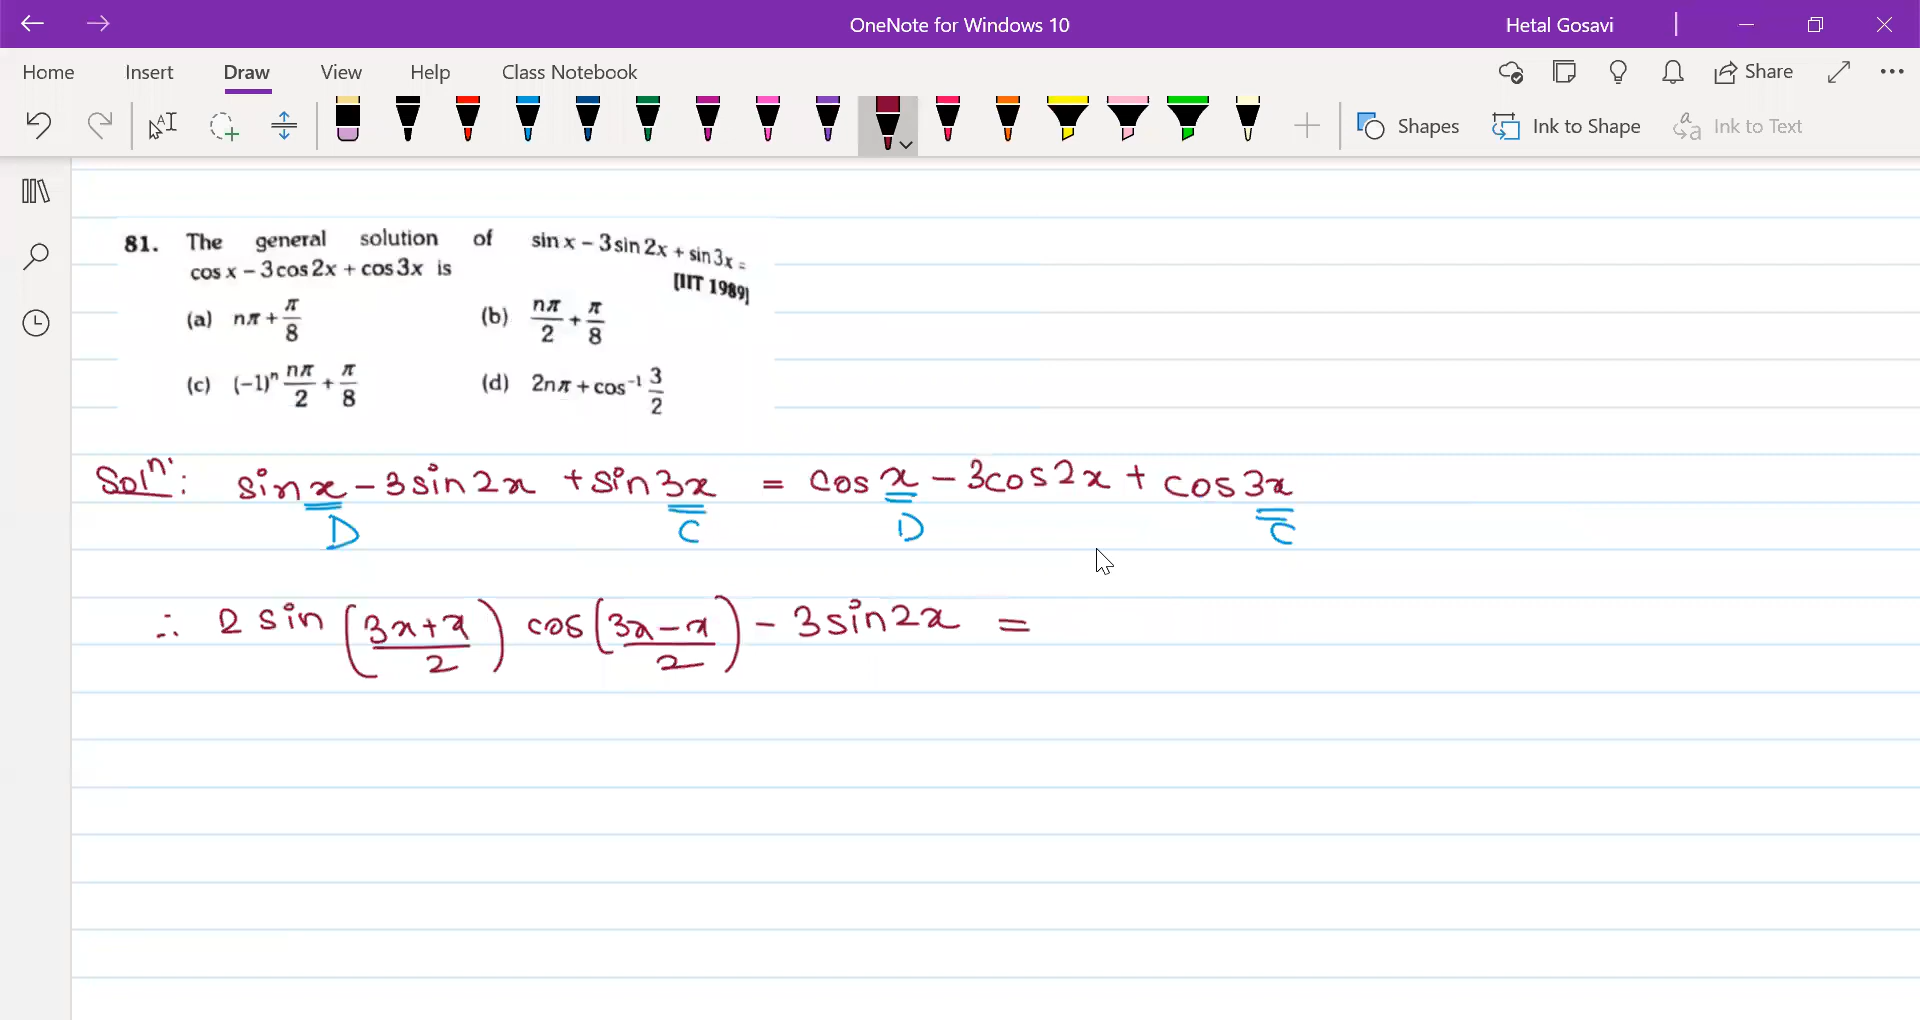 OneNote for Windows 10
Hetal Gosavi
Home Insert Draw View Help Class Notebook
Share
Shapes Ink to Shape Ink to Text
81. The general solution of sin x – 3 sin 2x + sin 3x =
cos x – 3 cos 2x + cos 3x is
[IIT 1989]
(a) nπ + π/8 (b) nπ/2 + π/8
(c) (–1)ⁿ nπ/2 + π/8 (d) 2nπ + cos⁻¹ 3/2
Solⁿ: sin x – 3 sin 2x + sin 3x = cos x – 3 cos 2x + cos 3x
D C D C
∴ 2 sin ((3x+x)/2) cos ((3x–x)/2) – 3 sin 2x =